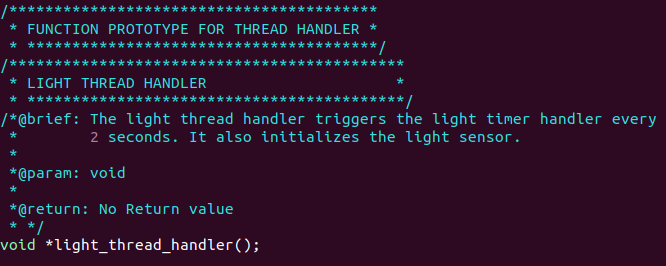 /*****************************************
 * FUNCTION PROTOTYPE FOR THREAD HANDLER *
 * ***************************************/
/********************************************
 * LIGHT THREAD HANDLER                     *
 * ******************************************/
/*@brief: The light thread handler triggers the light timer handler every
 *        2 seconds. It also initializes the light sensor.
 *
 *@param: void
 *
 *@return: No Return value
 * */
void *light_thread_handler();